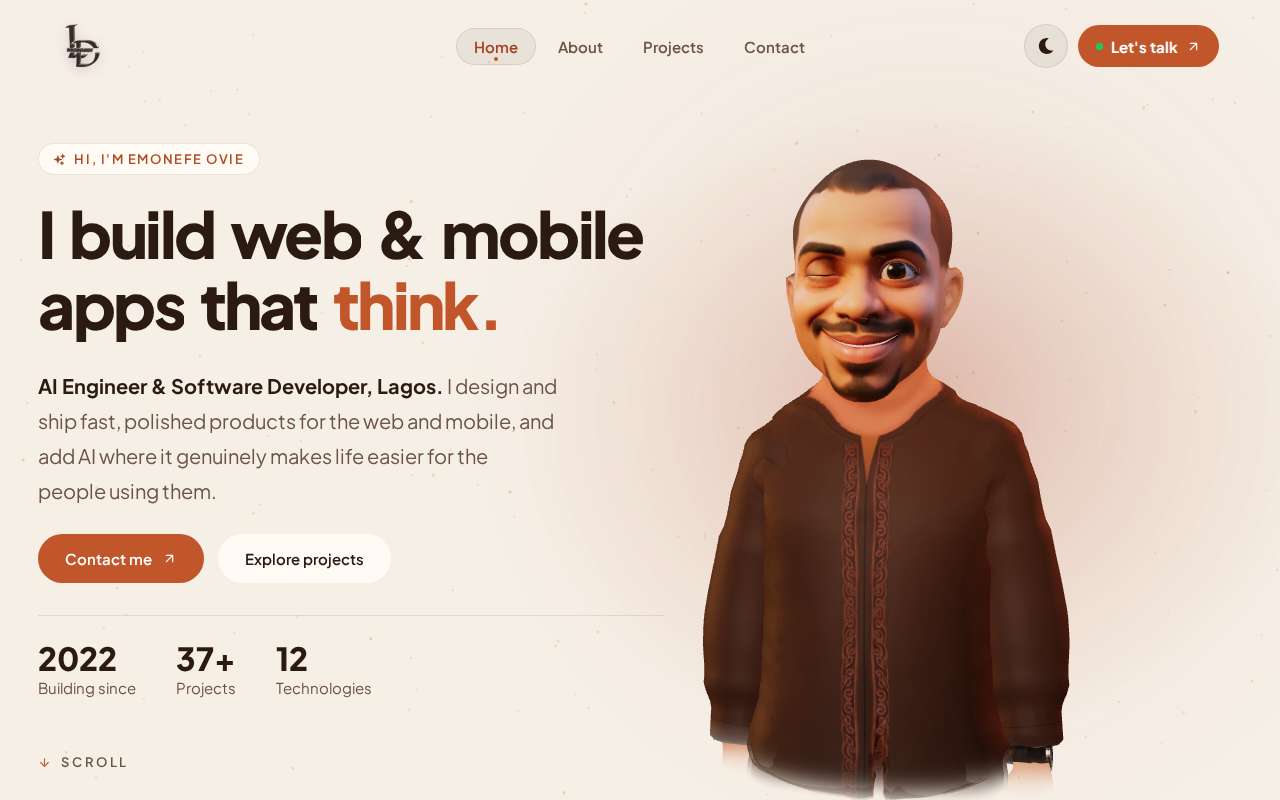 LD
Home
About
Projects
Contact
Let's talk
HI, I'M EMONEFE OVIE
I build web & mobile
apps that think.
AI Engineer & Software Developer, Lagos. I design and
ship fast, polished products for the web and mobile, and
add AI where it genuinely makes life easier for the
people using them.
Contact me
Explore projects
2022
Building since
37+
Projects
12
Technologies
SCROLL